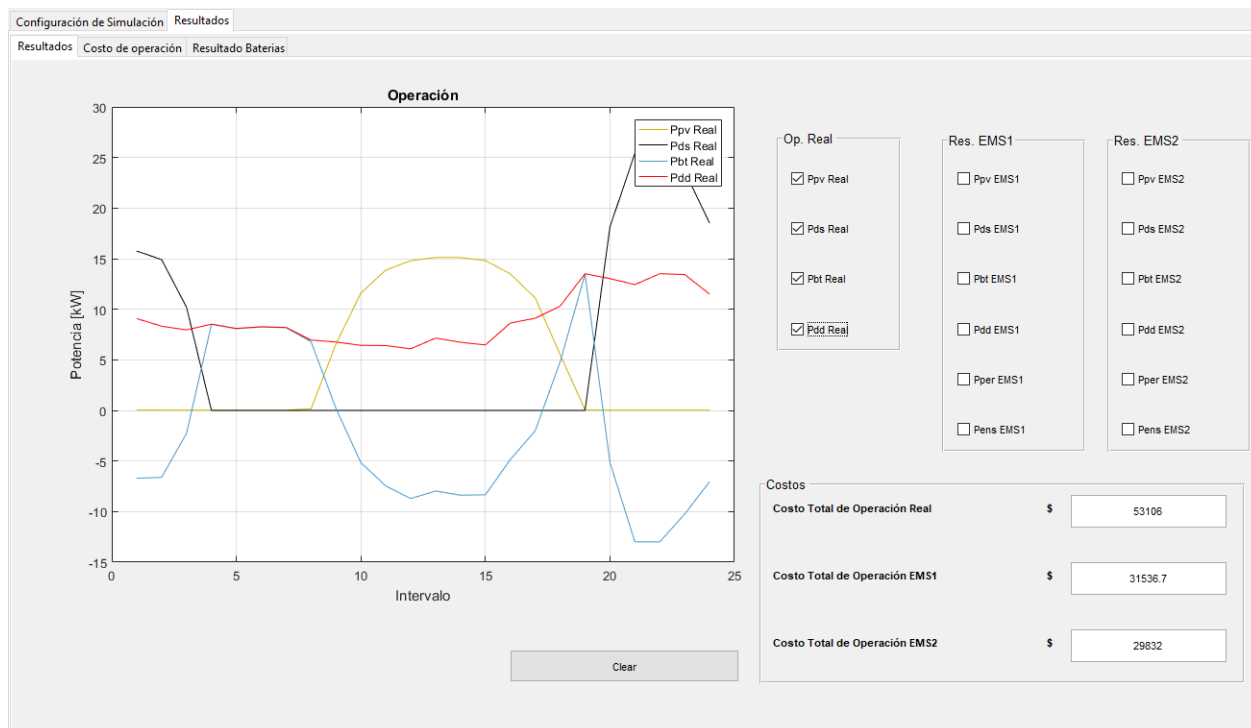 Configuración de Simulación Resultados
Resultados Costo de operación Resultado Baterias
Operación
30
25
20
15
10
5
0
-5
-10
-15
0 5 10 15 20 25
Potencia [kW]
Intervalo
Ppv Real
Pds Real
Pbt Real
Pdd Real
Clear
Op. Real
Ppv Real
Pds Real
Pbt Real
Pdd Real
Res. EMS1
Ppv EMS1
Pds EMS1
Pbt EMS1
Pdd EMS1
Pper EMS1
Pens EMS1
Res. EMS2
Ppv EMS2
Pds EMS2
Pbt EMS2
Pdd EMS2
Pper EMS2
Pens EMS2
Costos
Costo Total de Operación Real $ 53106
Costo Total de Operación EMS1 $ 31536.7
Costo Total de Operación EMS2 $ 29832